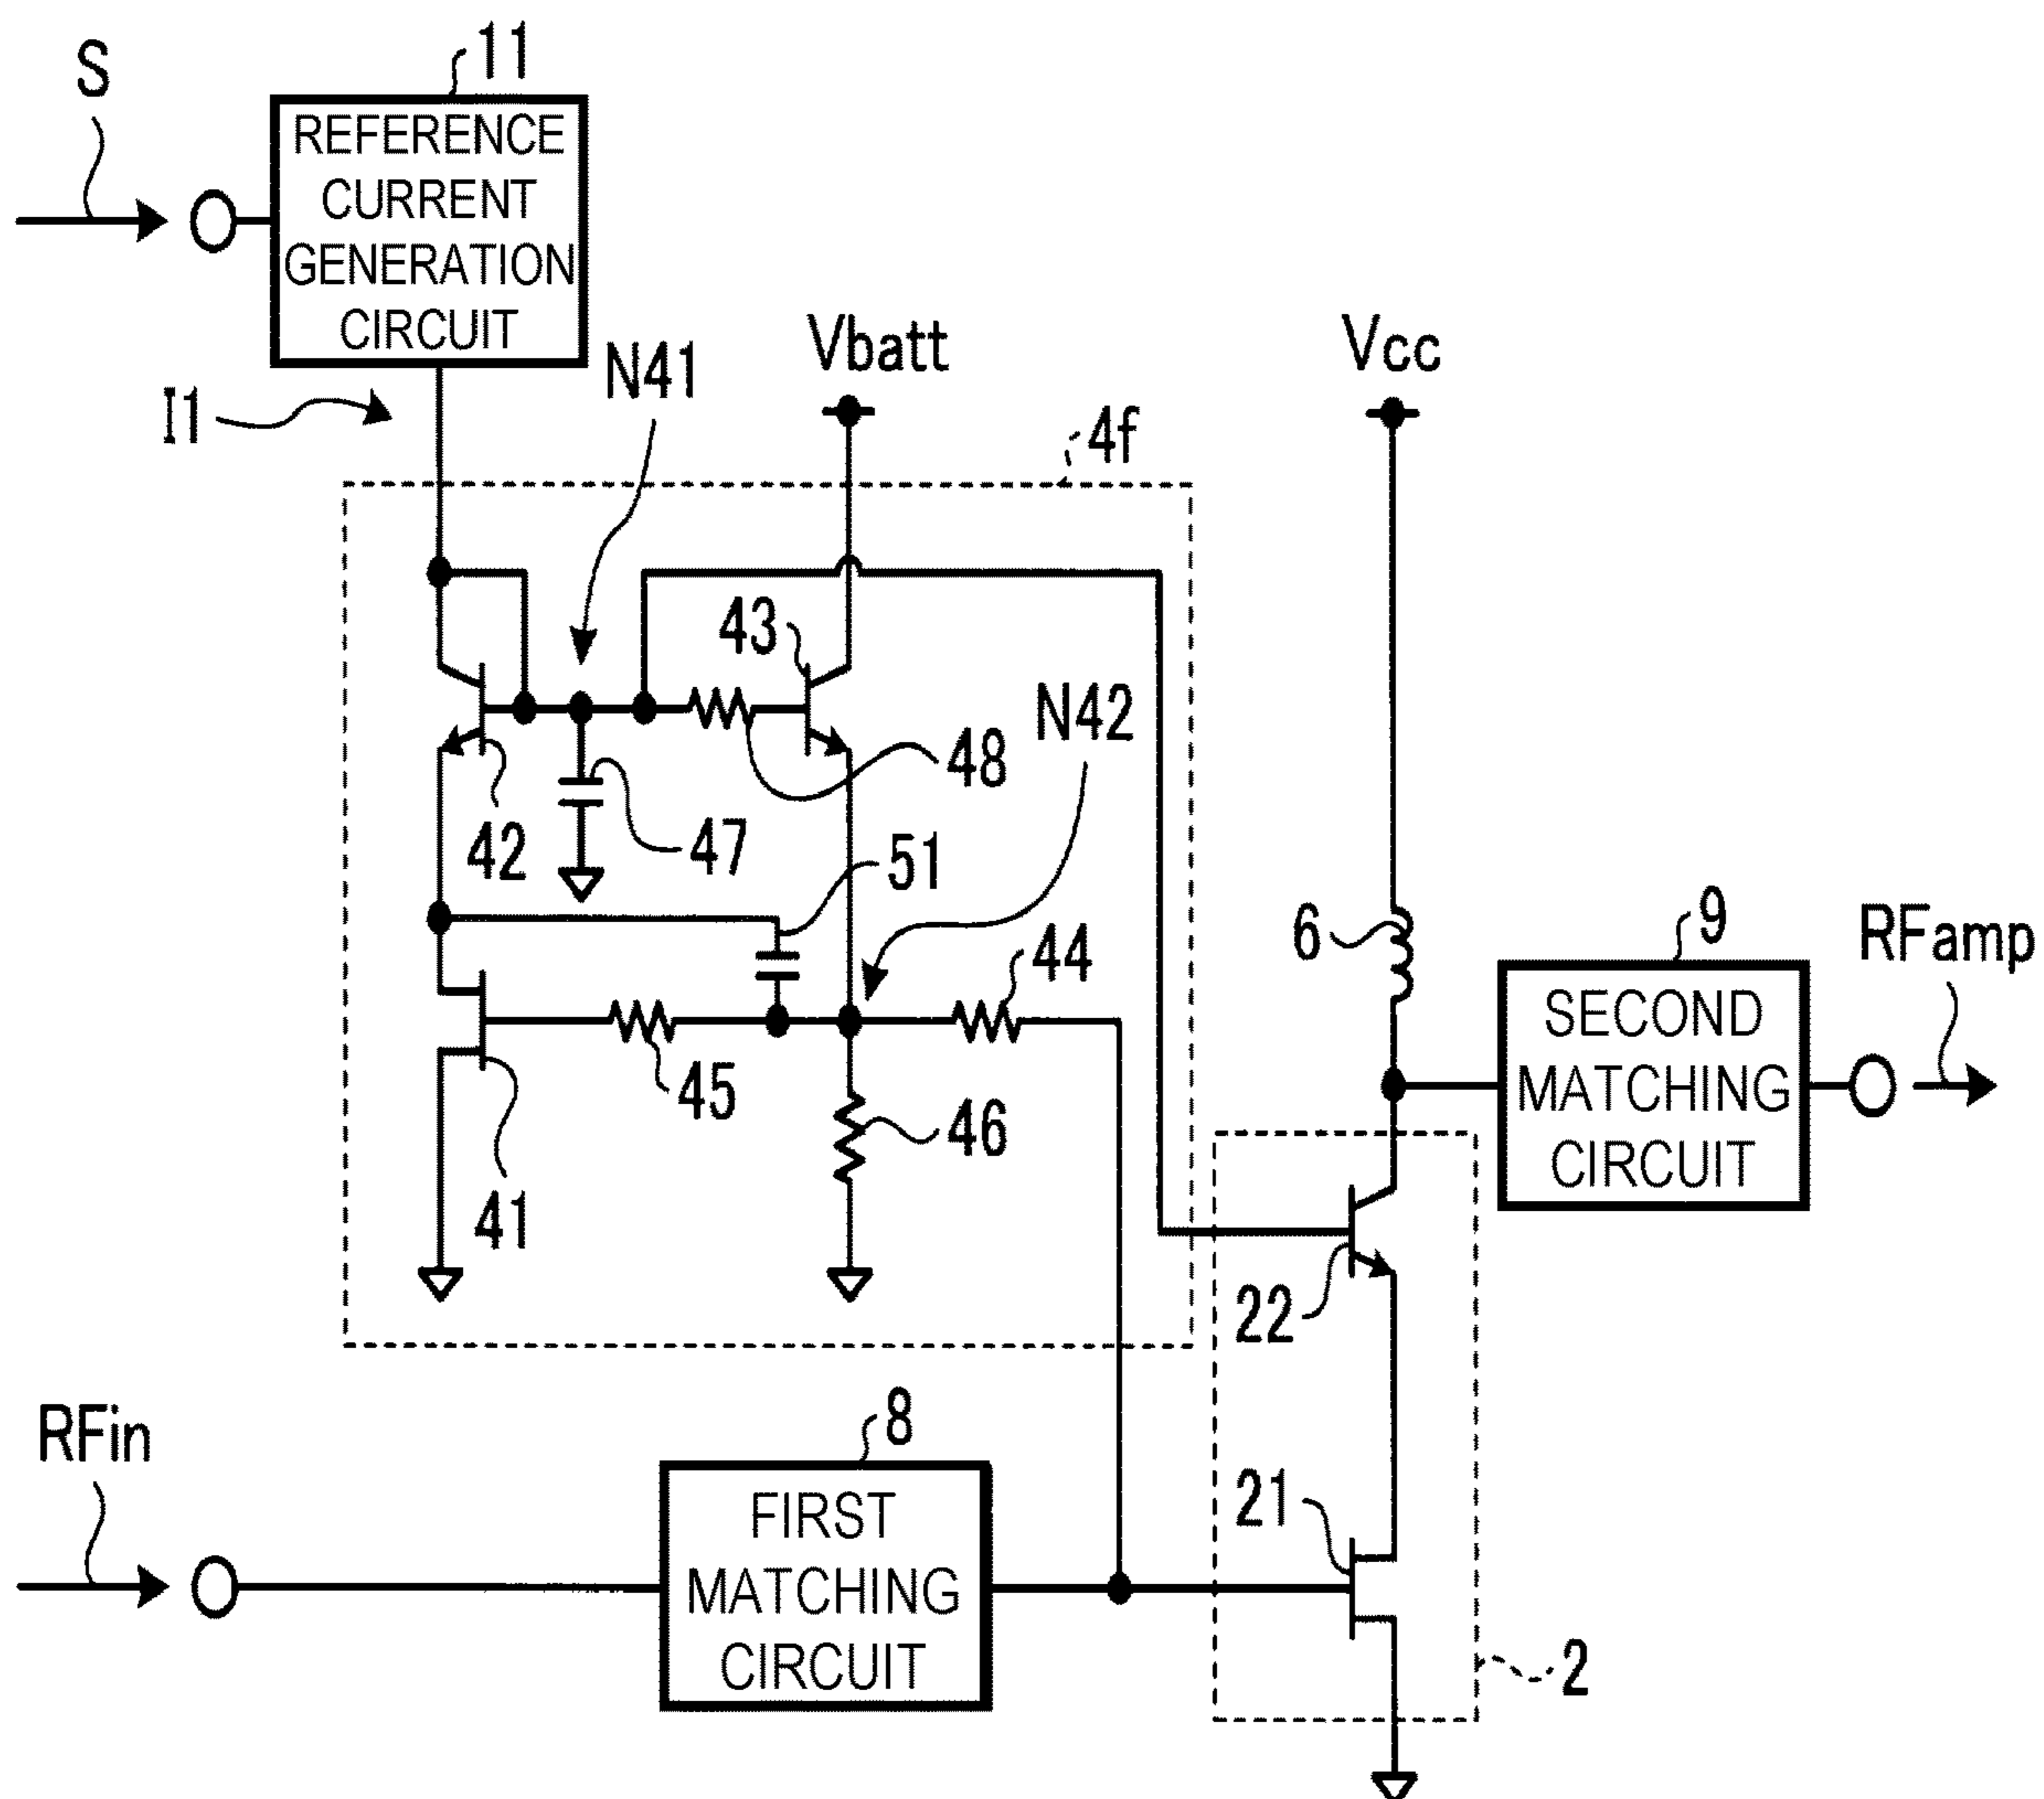 S
11
REFERENCE
CURRENT
GENERATION
CIRCUIT
I1
N41
Vbatt
Vcc
4f
43
N42
48
42
47
51
44
6
9
RFamp
SECOND
MATCHING
CIRCUIT
45
46
41
22
RFin
8
FIRST
MATCHING
CIRCUIT
21
2